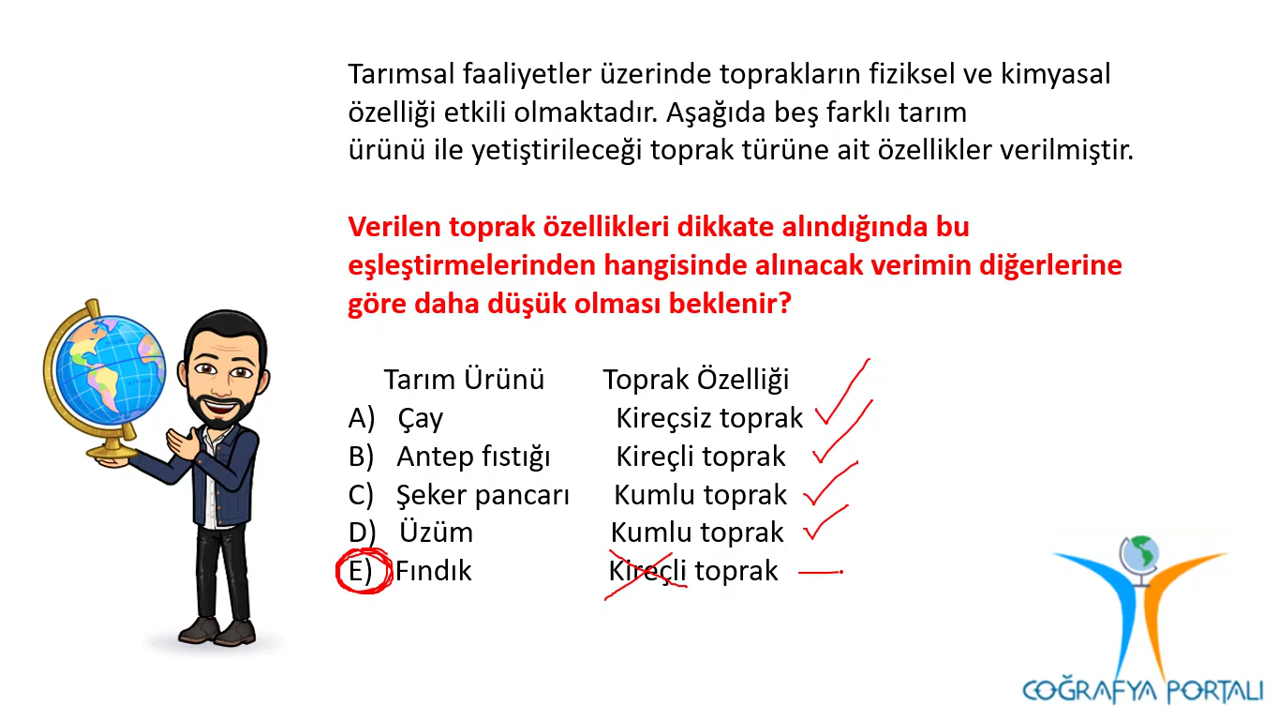 Tarımsal faaliyetler üzerinde toprakların fiziksel ve kimyasal
özelliği etkili olmaktadır. Aşağıda beş farklı tarım
ürünü ile yetiştirileceği toprak türüne ait özellikler verilmiştir.
Verilen toprak özellikleri dikkate alındığında bu
eşleştirmelerinden hangisinde alınacak verimin diğerlerine
göre daha düşük olması beklenir?
Tarım Ürünü Toprak Özelliği
A) Çay Kireçsiz toprak
B) Antep fıstığı Kireçli toprak
C) Şeker pancarı Kumlu toprak
D) Üzüm Kumlu toprak
E) Fındık Kireçli toprak
COĞRAFYA PORTALI